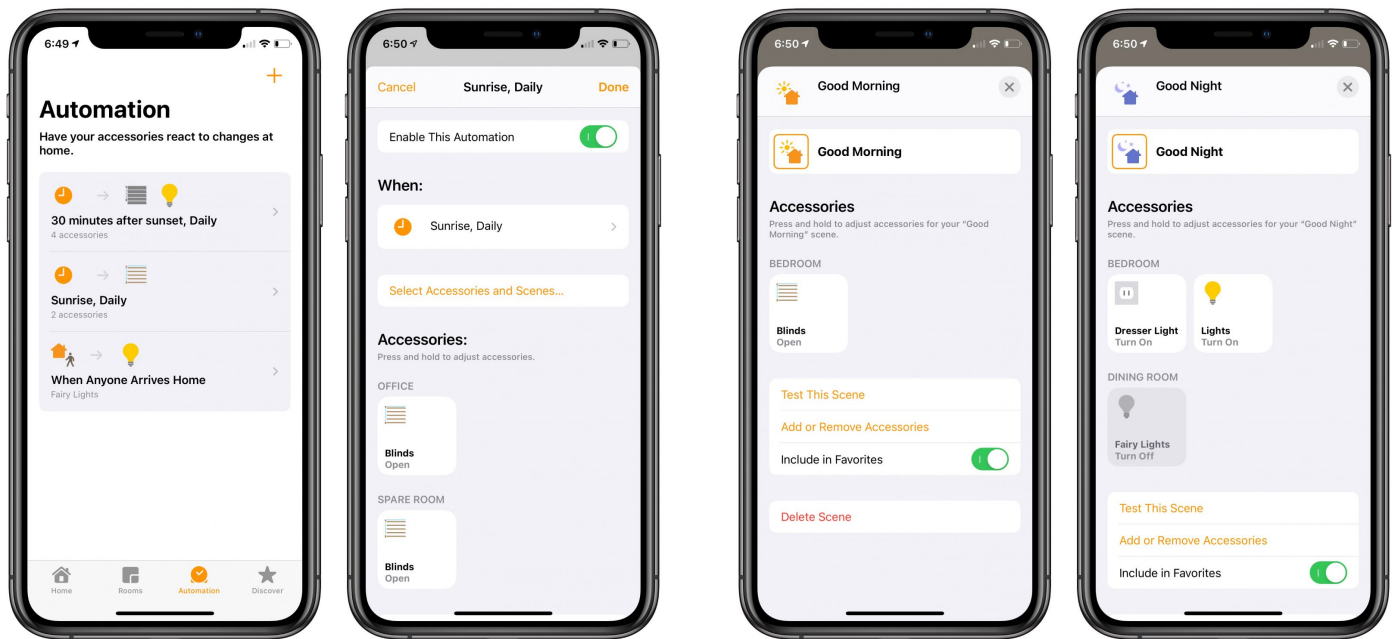 6:49
Automation
Have your accessories react to changes at
home.
30 minutes after sunset, Daily
4 accessories
Sunrise, Daily
2 accessories
When Anyone Arrives Home
Fairy Lights
Home
Rooms
Automation
Discover
6:50
Cancel
Sunrise, Daily
Done
Enable This Automation
When:
Sunrise, Daily
Select Accessories and Scenes...
Accessories:
Press and hold to adjust accessories.
OFFICE
Blinds
Open
SPARE ROOM
Blinds
Open
6:50
Good Morning
Good Morning
Accessories
Press and hold to adjust accessories for your "Good
Morning" scene.
BEDROOM
Blinds
Open
Test This Scene
Add or Remove Accessories
Include in Favorites
Delete Scene
6:50
Good Night
Good Night
Accessories
Press and hold to adjust accessories for your "Good Night"
scene.
BEDROOM
Dresser Light
Turn On
Lights
Turn On
DINING ROOM
Fairy Lights
Turn Off
Test This Scene
Add or Remove Accessories
Include in Favorites